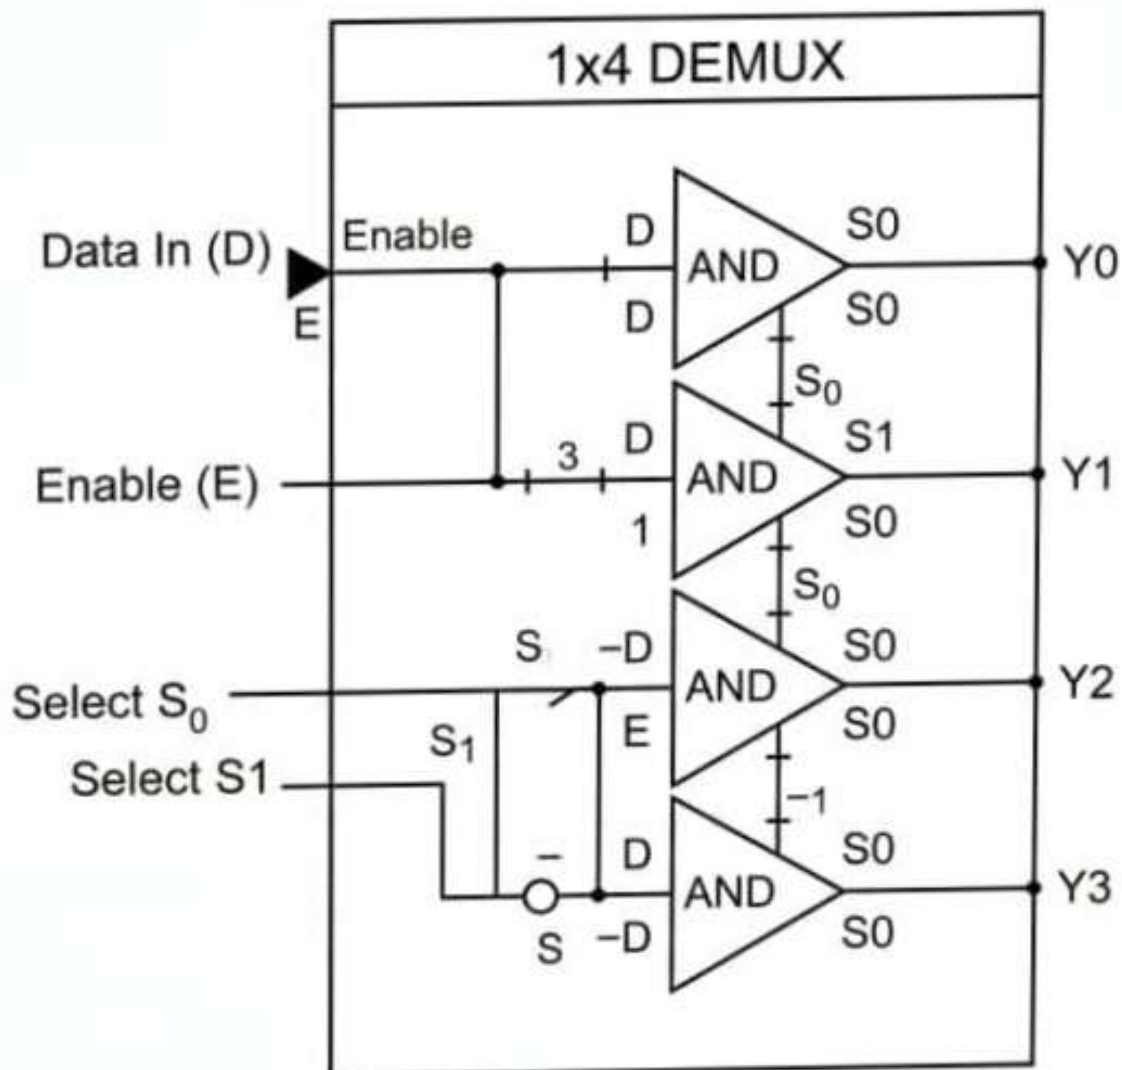 1x4 DEMUX
Data In (D)
Enable
E
D
D
AND
S0
S0
Y0
S₀
Enable (E)
3
D
1
AND
S1
S0
Y1
S₀
Select S₀
S
–D
E
AND
S0
S0
Y2
S₁
Select S1
–1
–
S
D
–D
AND
S0
S0
Y3